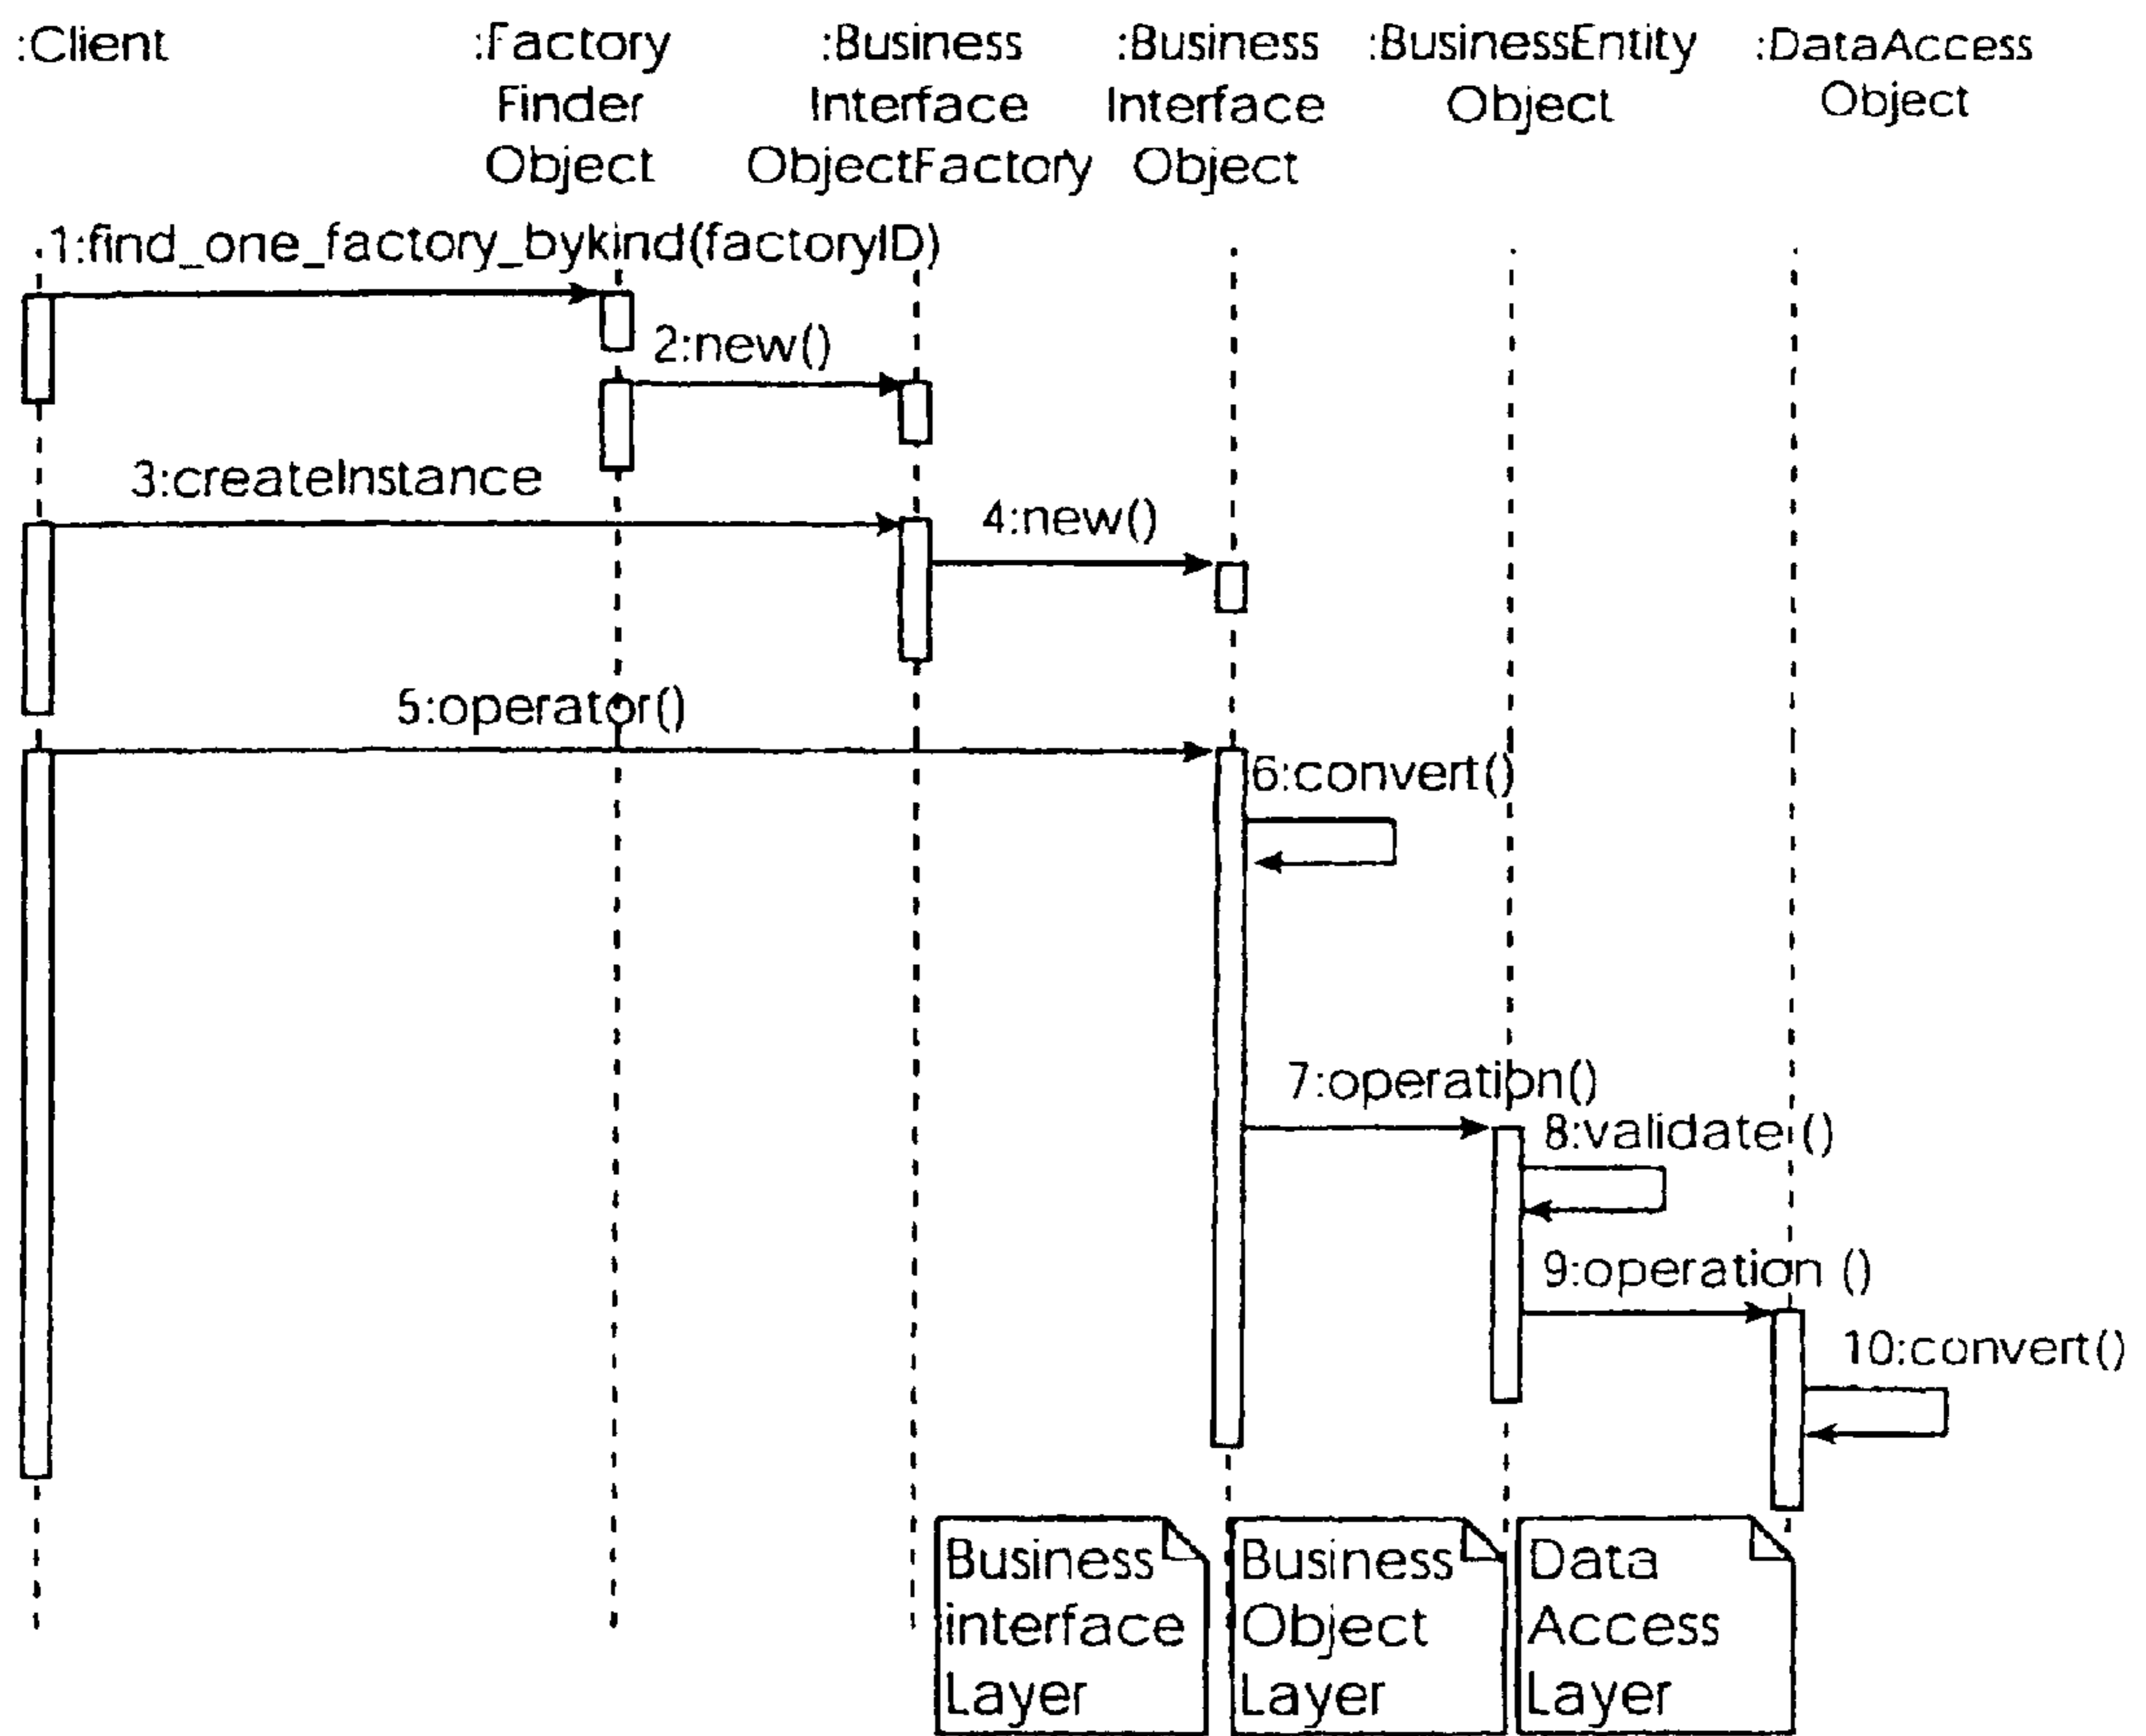 :Client
:Factory
Finder
Object
:Business
Interface
ObjectFactory
:Business
Interface
Object
:BusinessEntity
Object
:DataAccess
Object
1:find_one_factory_bykind(factoryID)
2:new()
3:createInstance
4:new()
5:operator()
6:convert()
7:operation()
8:validate ()
9:operation ()
10:convert()
Business
interface
Layer
Business
Object
Layer
Data
Access
Layer